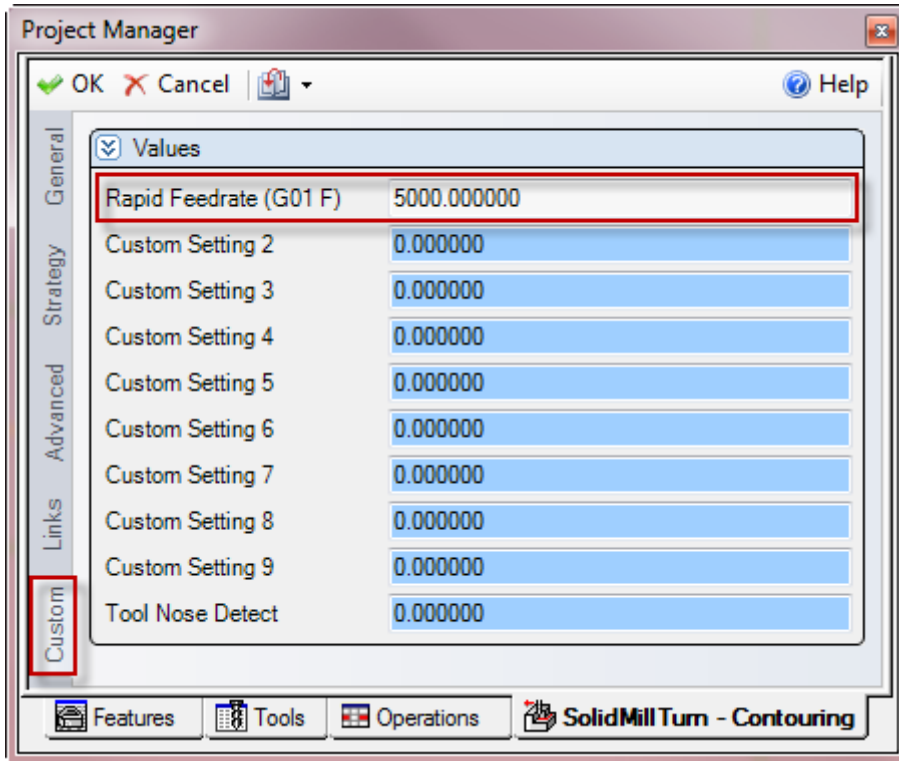 Project Manager
OK Cancel Help
General
Strategy
Advanced
Links
Custom
Values
Rapid Feedrate (G01 F) 5000.000000
Custom Setting 2 0.000000
Custom Setting 3 0.000000
Custom Setting 4 0.000000
Custom Setting 5 0.000000
Custom Setting 6 0.000000
Custom Setting 7 0.000000
Custom Setting 8 0.000000
Custom Setting 9 0.000000
Tool Nose Detect 0.000000
Features Tools Operations SolidMillTurn - Contouring